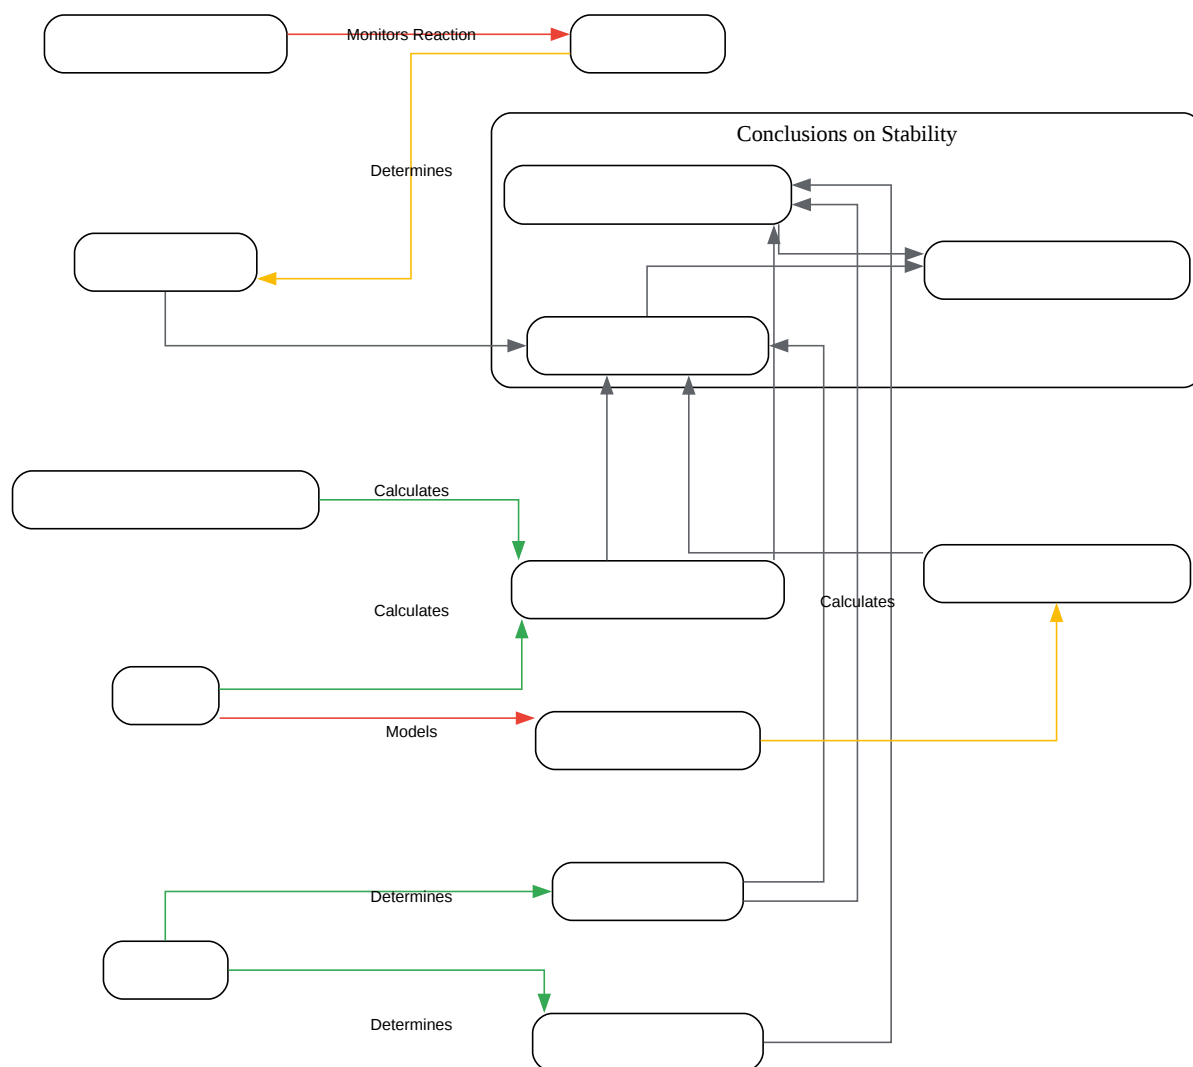 Monitors Reaction
Conclusions on Stability
Determines
Calculates
Calculates
Calculates
Models
Determines
Determines